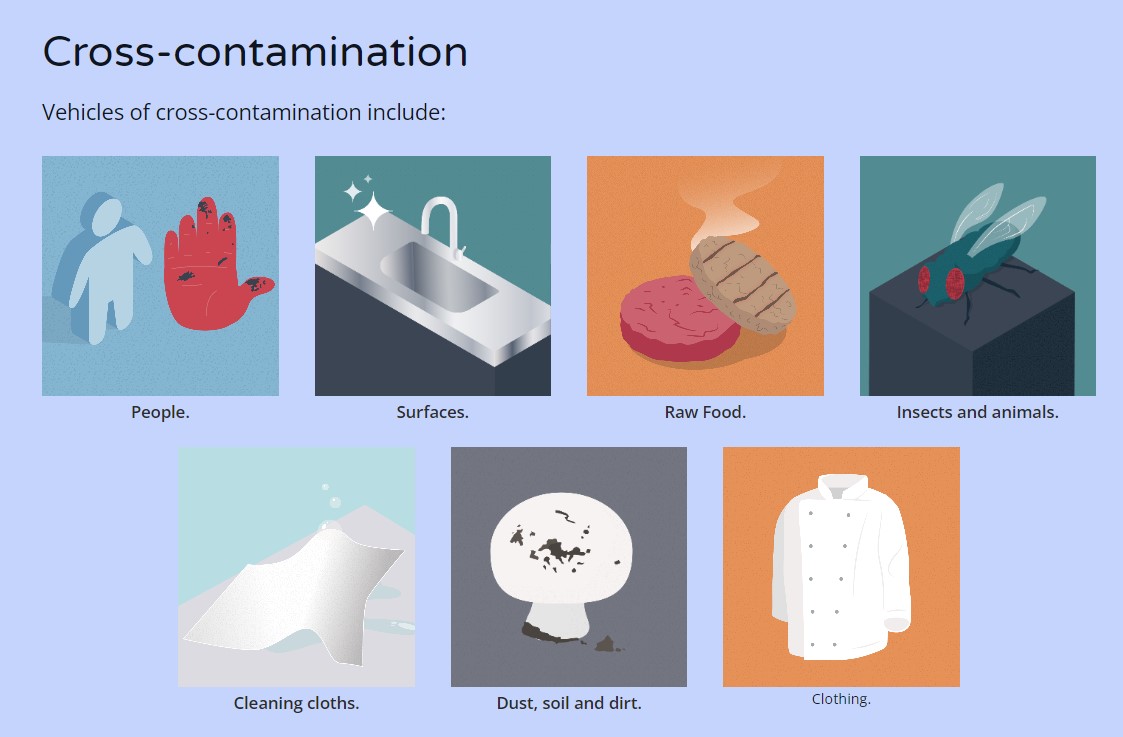 Cross-contamination
Vehicles of cross-contamination include:
People.
Surfaces.
Raw Food.
Insects and animals.
Cleaning cloths.
Dust, soil and dirt.
Clothing.